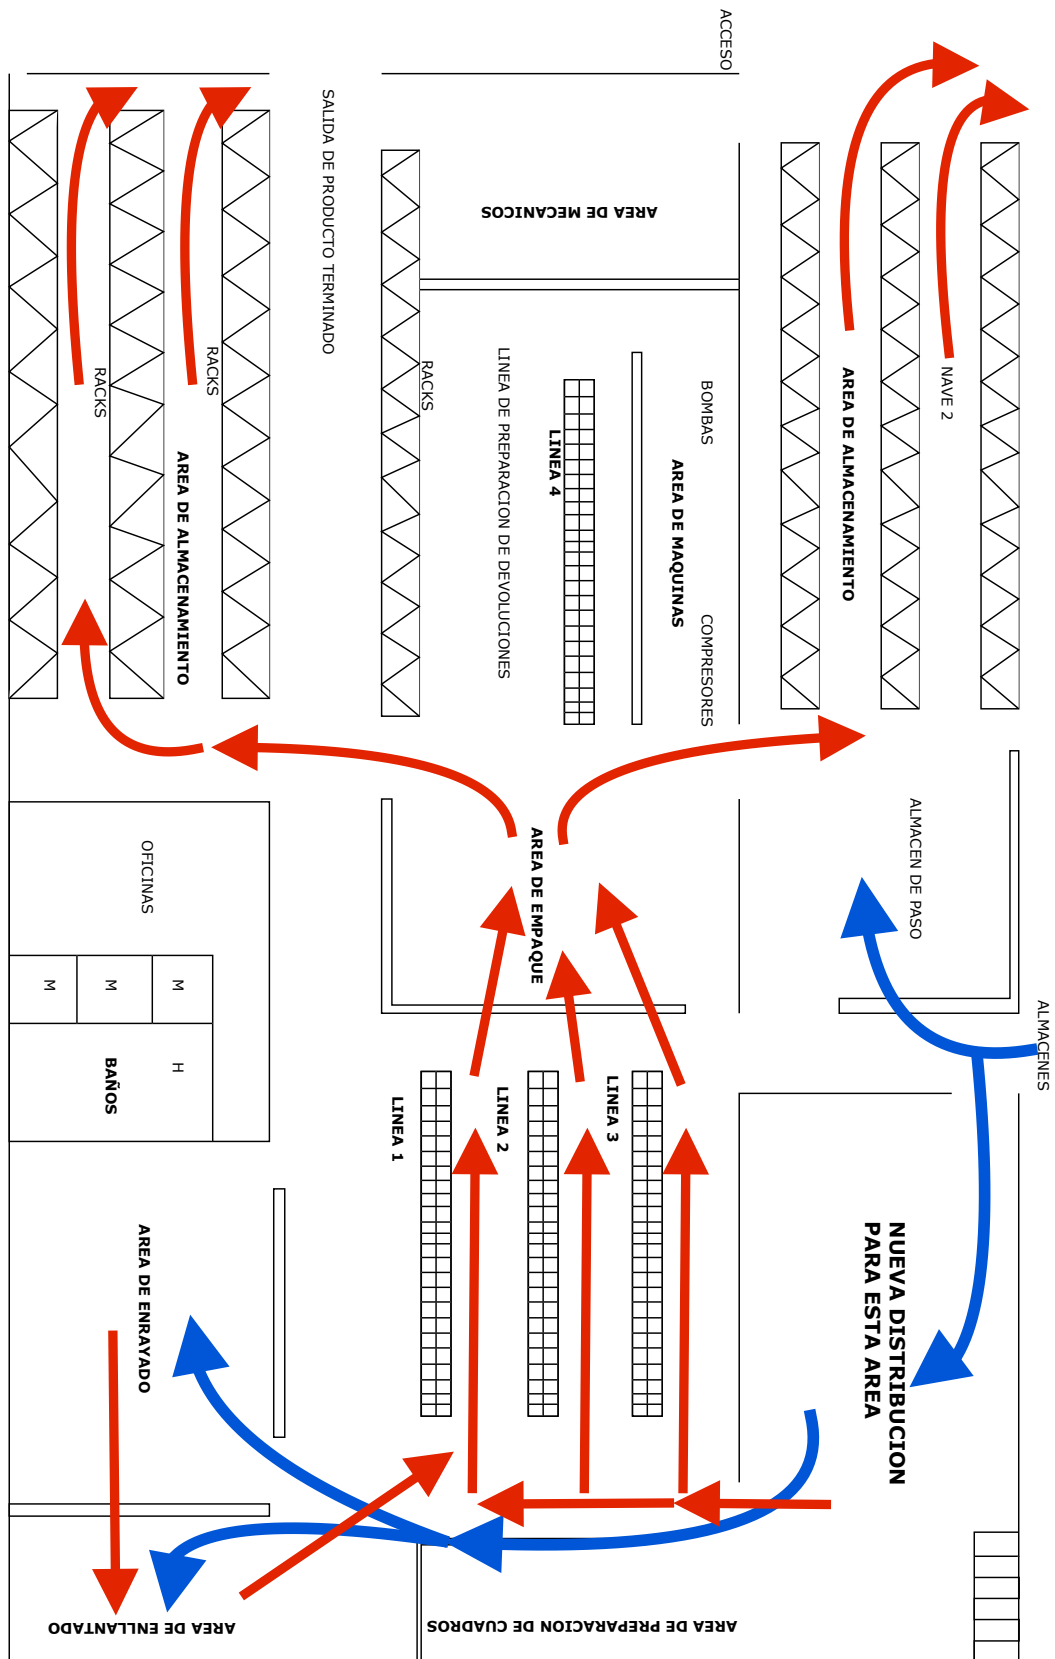 ACCESO
SALIDA DE PRODUCTO TERMINADO
AREA DE MECANICOS
RACKS
RACKS
RACKS
AREA DE ALMACENAMIENTO
LINEA DE PREPARACION DE DEVOLUCIONES
LINEA 4
BOMBAS
AREA DE MAQUINAS
COMPRESORES
AREA DE ALMACENAMIENTO
NAVE 2
OFICINAS
AREA DE EMPAQUE
ALMACEN DE PASO
ALMACENES
M
M
M
H
BAÑOS
LINEA 1
LINEA 2
LINEA 3
AREA DE ENRAYADO
NUEVA DISTRIBUCION
PARA ESTA AREA
AREA DE ENLLANTADO
AREA DE PREPARACION DE CUADROS